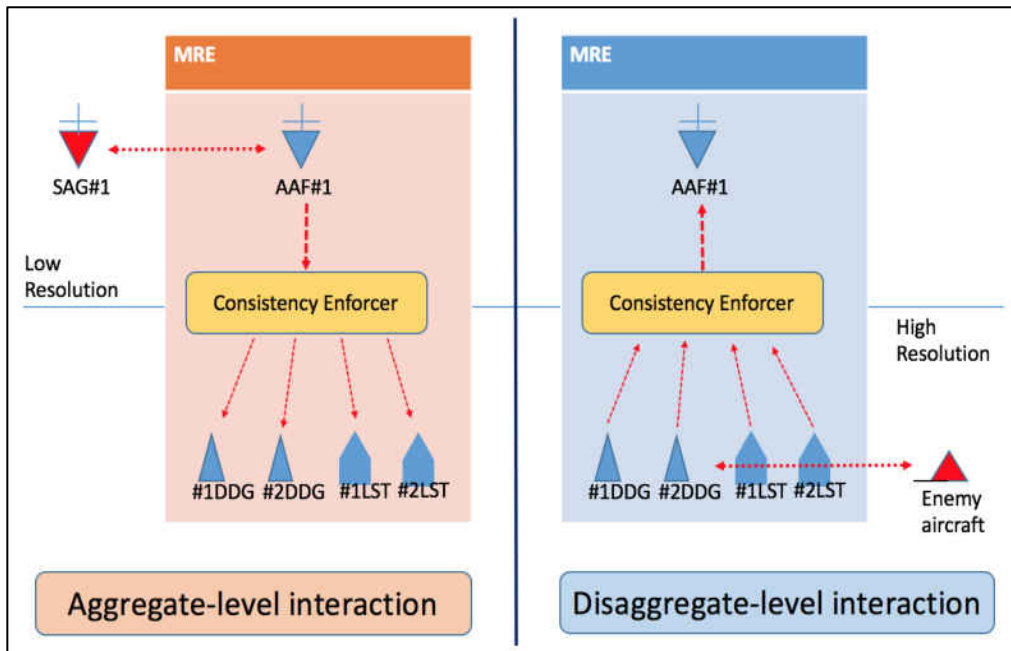 MRE
SAG#1
AAF#1
Low
Resolution
Consistency Enforcer
#1DDG #2DDG #1LST #2LST
Aggregate-level interaction
MRE
AAF#1
Consistency Enforcer
High
Resolution
#1DDG #2DDG #1LST #2LST
Enemy
aircraft
Disaggregate-level interaction